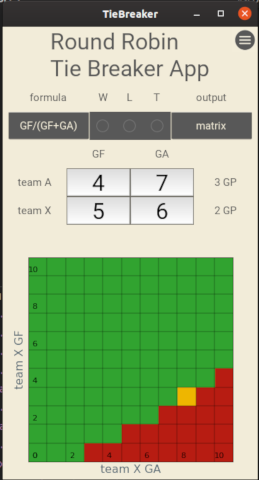 TieBreaker
Round Robin
Tie Breaker App
formula W L T output
GF/(GF+GA) matrix
GF GA
team A 4 7 3 GP
team X 5 6 2 GP
10
8
6
4
2
0 2 4 6 8 10
team X GF
team X GA